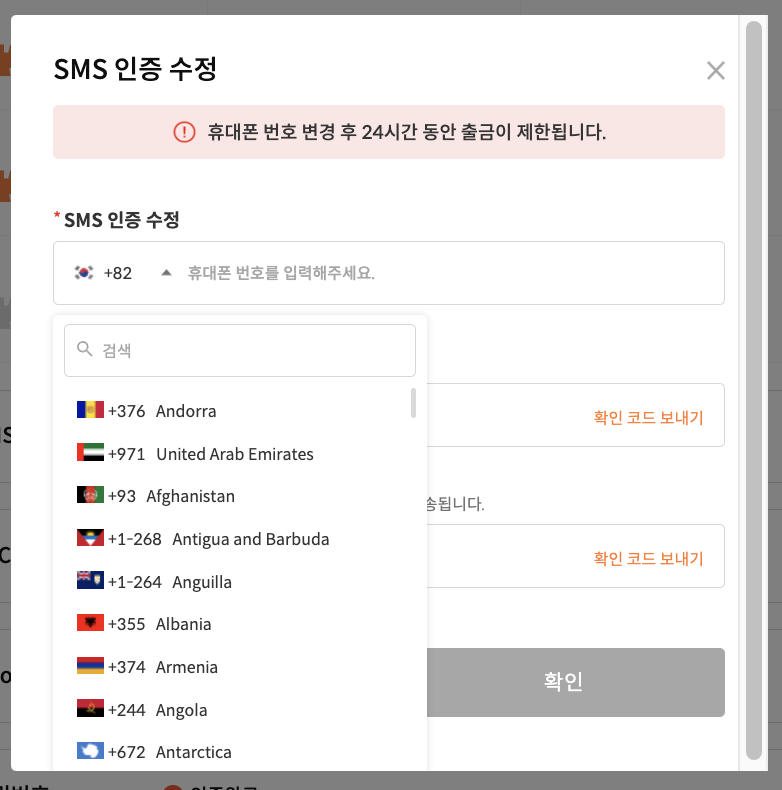 SMS 인증 수정
휴대폰 번호 변경 후 24시간 동안 출금이 제한됩니다.
* SMS 인증 수정
+82 휴대폰 번호를 입력해주세요.
검색
+376 Andorra
확인 코드 보내기
+971 United Arab Emirates
+93 Afghanistan
송됩니다.
+1-268 Antigua and Barbuda
확인 코드 보내기
+1-264 Anguilla
+355 Albania
+374 Armenia
확인
+244 Angola
+672 Antarctica